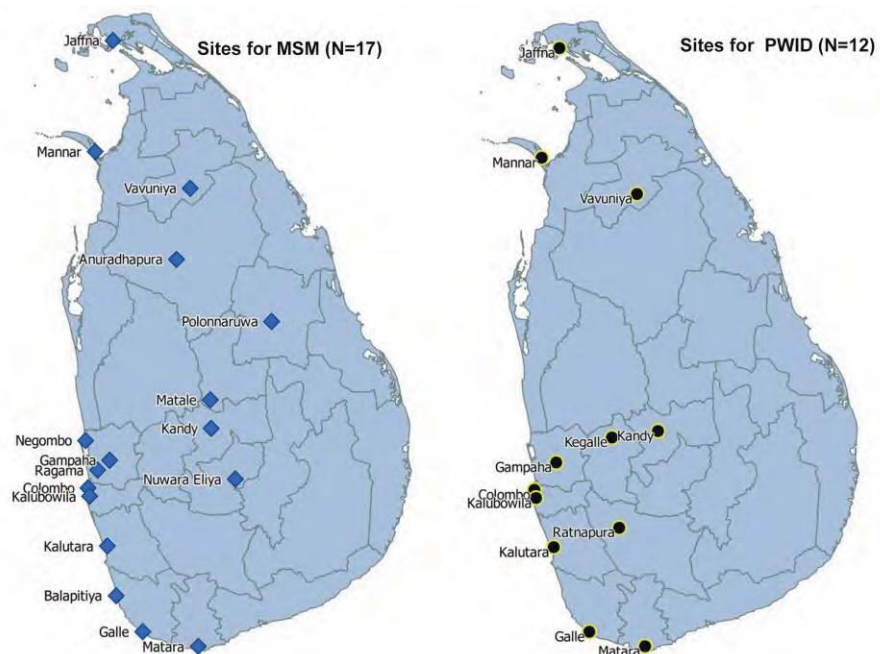 Sites for MSM (N=17)
Jaffna
Mannar
Vavuniya
Anuradhapura
Polonnaruwa
Matale
Kandy
Negombo
Gampaha
Ragama
Nuwara Eliya
Colombo
Kalubowila
Kalutara
Balapitiya
Galle
Matara
Sites for PWID (N=12)
Jaffna
Mannar
Vavuniya
Kegalle
Kandy
Gampaha
Colombo
Kalubowila
Ratnapura
Kalutara
Galle
Matara